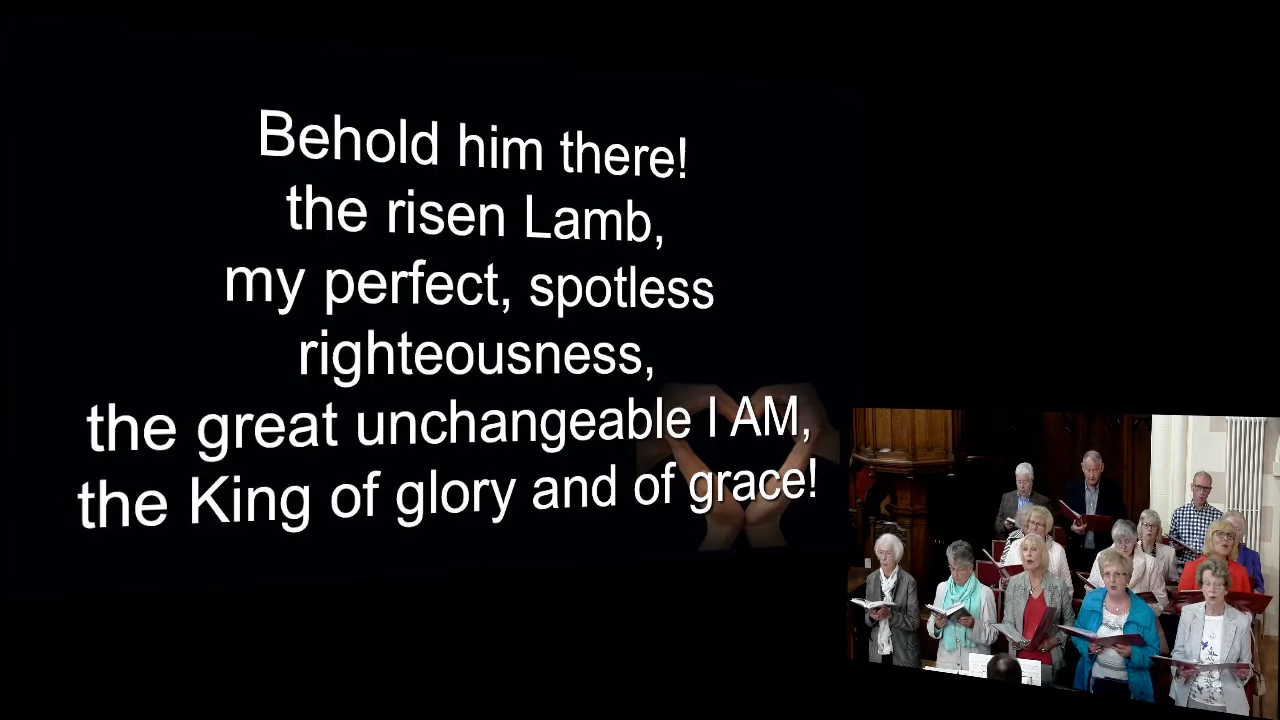 Behold him there!
the risen Lamb,
my perfect, spotless
righteousness,
the great unchangeable I AM,
the King of glory and of grace!